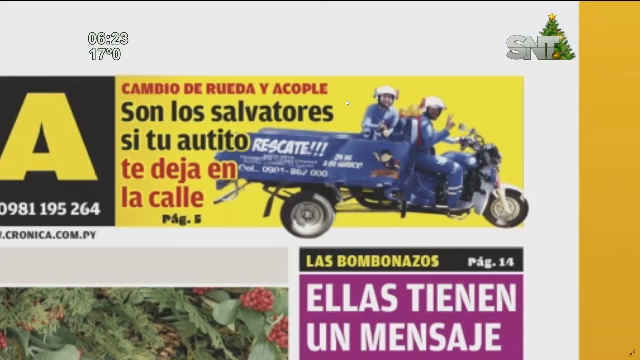 06:23
17°0
SNT
A
CAMBIO DE RUEDA Y ACOPLE
Son los salvatores
si tu autito
te deja en
la calle
Pág. 5
RESCATE!!!
0981 195 264
.CRONICA.COM.PY
LAS BOMBONAZOS
Pág. 14
ELLAS TIENEN
UN MENSAJE